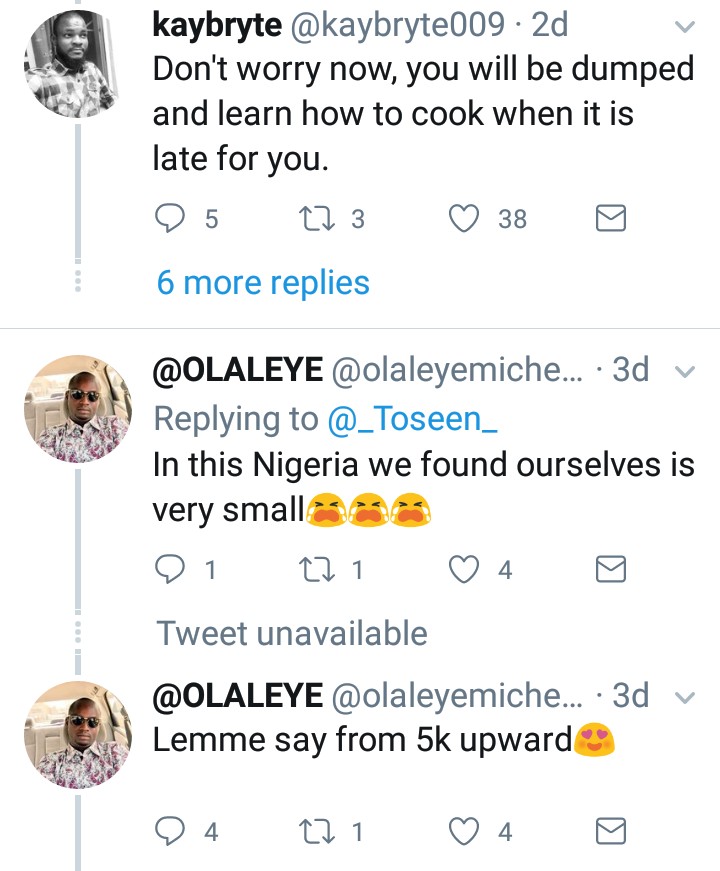 kaybryte @kaybryte009 · 2d
Don't worry now, you will be dumped
and learn how to cook when it is
late for you.
5 3 38
6 more replies
@OLALEYE @olaleyemiche... · 3d
Replying to @_Toseen_
In this Nigeria we found ourselves is
very small😭😭😭
1 1 4
Tweet unavailable
@OLALEYE @olaleyemiche... · 3d
Lemme say from 5k upward😍
4 1 4